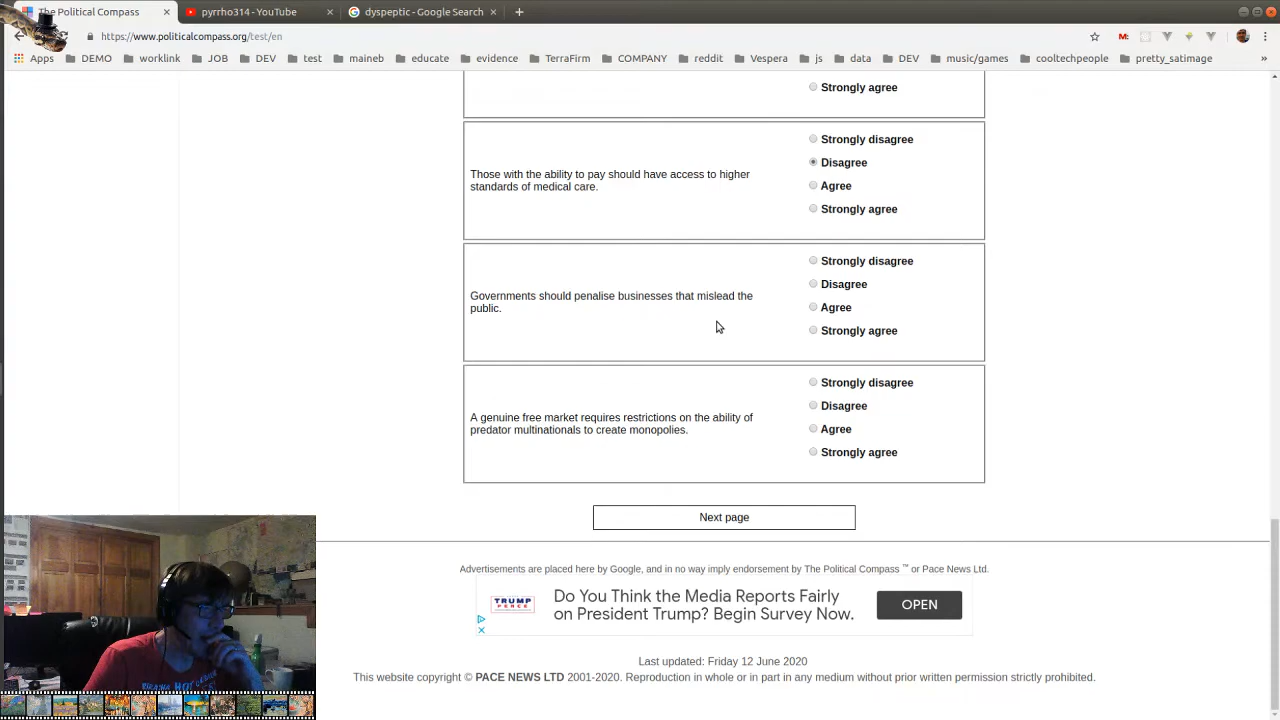 The Political Compass
pyrrho314 - YouTube
dyspeptic - Google Search
https://www.politicalcompass.org/test/en
Apps DEMO worklink JOB DEV test maineb educate evidence TerraFirm COMPANY reddit Vespera js data DEV music/games cooltechpeople pretty_satimage »
Strongly agree
Those with the ability to pay should have access to higher
standards of medical care.
Strongly disagree
Disagree
Agree
Strongly agree
Governments should penalise businesses that mislead the
public.
Strongly disagree
Disagree
Agree
Strongly agree
A genuine free market requires restrictions on the ability of
predator multinationals to create monopolies.
Strongly disagree
Disagree
Agree
Strongly agree
Next page
Advertisements are placed here by Google, and in no way imply endorsement by The Political Compass ™ or Pace News Ltd.
TRUMP
PENCE
Do You Think the Media Reports Fairly
on President Trump? Begin Survey Now.
OPEN
Last updated: Friday 12 June 2020
This website copyright © PACE NEWS LTD 2001-2020. Reproduction in whole or in part in any medium without prior written permission strictly prohibited.